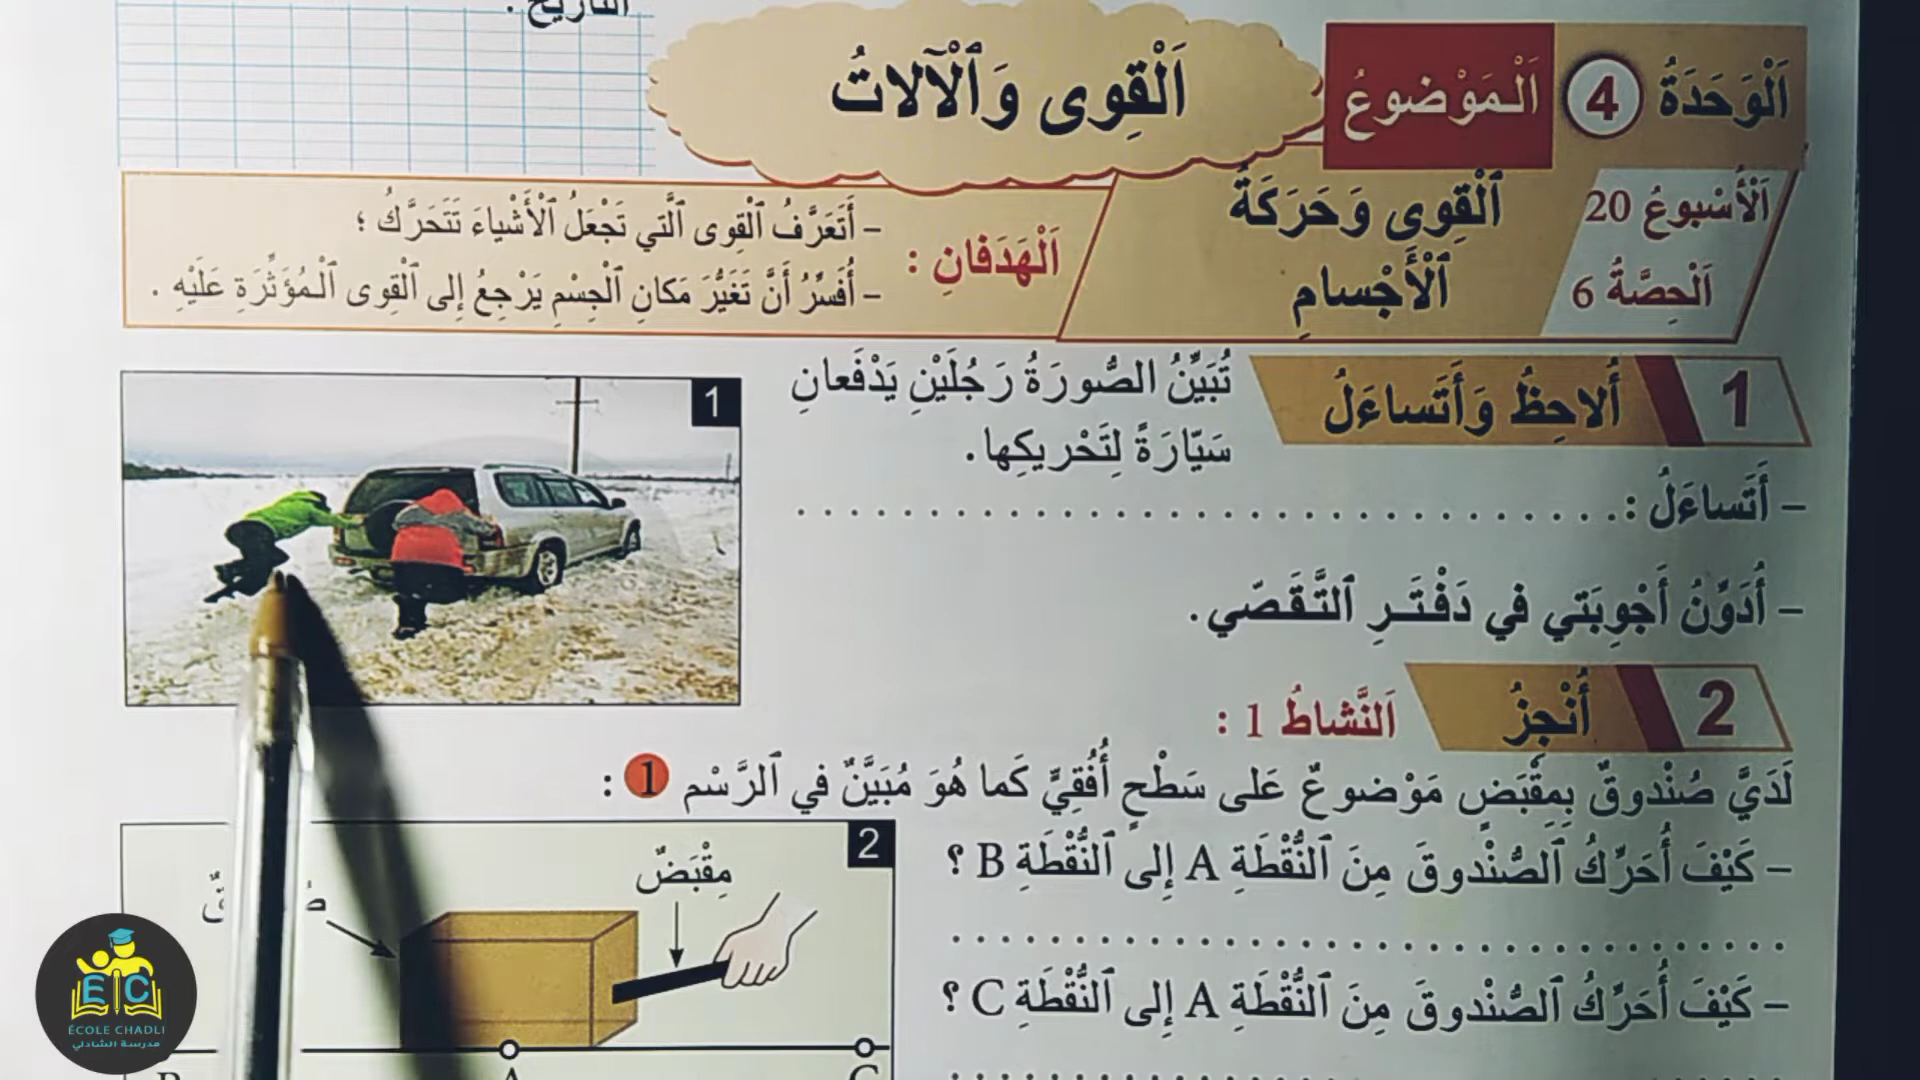 التاريخ :
اَلْوَحَدَةُ 4 اَلْمَوْضوعُ
اَلْقِوى وَٱلْآلاتُ
اَلْأُسْبوعُ 20
اَلْحِصَّةُ 6
اَلْقِوى وَحَرَكَةُ
ٱلْأَجْسامِ
اَلْهَدَفانِ :
– أَتَعَرَّفُ ٱلْقِوى ٱلَّتي تَجْعَلُ ٱلْأَشْياءَ تَتَحَرَّكُ ؛
– أُفَسِّرُ أَنَّ تَغَيُّرَ مَكانِ ٱلْجِسْمِ يَرْجِعُ إِلى ٱلْقِوى ٱلْمُؤَثِّرَةِ عَلَيْهِ .
1 أُلاحِظُ وَأَتَساءَلُ
تُبَيِّنُ الصُّورَةُ رَجُلَيْنِ يَدْفَعانِ
سَيّارَةً لِتَحْريكِها.
1
– أَتَساءَلُ : . . . . . . . . . . . . . . . . . . . . . . . . . . . . . . . .
– أُدَوِّنُ أَجْوِبَتي في دَفْتَرِ ٱلتَّقَصّي.
2 أُنْجِزُ
اَلنَّشاطُ 1 :
لَدَيَّ صُنْدوقٌ بِمِقْبَضٍ مَوْضوعٌ عَلى سَطْحٍ أُفُقِيٍّ كَما هُوَ مُبَيَّنٌ في ٱلرَّسْم 1 :
– كَيْفَ أُحَرِّكُ ٱلصُّنْدوقَ مِنَ ٱلنُّقْطَةِ A إِلى ٱلنُّقْطَةِ B ؟
. . . . . . . . . . . . . . . . . . . . . . . . . . . . . . . .
– كَيْفَ أُحَرِّكُ ٱلصُّنْدوقَ مِنَ ٱلنُّقْطَةِ A إِلى ٱلنُّقْطَةِ C ؟
2
مِقْبَضٌ
A
C
B
E C
ÉCOLE CHADLI
مدرسة الشاذلي